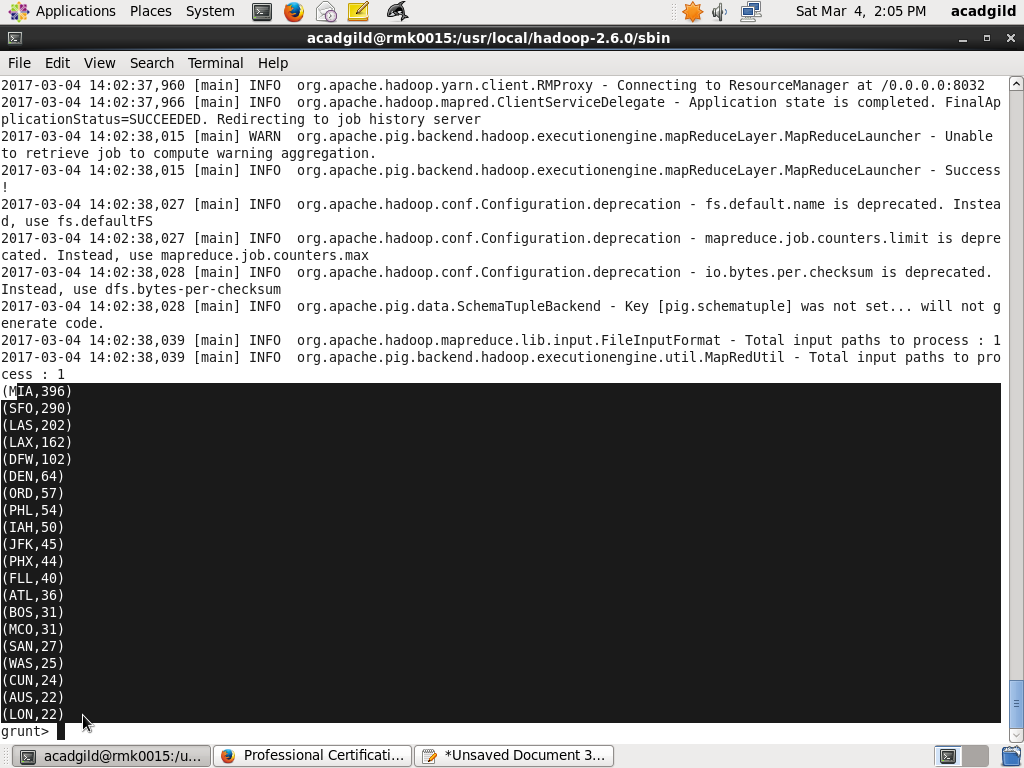 Applications Places System Sat Mar 4, 2:05 PM acadgild
acadgild@rmk0015:/usr/local/hadoop-2.6.0/sbin
File Edit View Search Terminal Help
2017-03-04 14:02:37,960 [main] INFO  org.apache.hadoop.yarn.client.RMProxy - Connecting to ResourceManager at /0.0.0.0:8032
2017-03-04 14:02:37,966 [main] INFO  org.apache.hadoop.mapred.ClientServiceDelegate - Application state is completed. FinalAp
plicationStatus=SUCCEEDED. Redirecting to job history server
2017-03-04 14:02:38,015 [main] WARN  org.apache.pig.backend.hadoop.executionengine.mapReduceLayer.MapReduceLauncher - Unable
to retrieve job to compute warning aggregation.
2017-03-04 14:02:38,015 [main] INFO  org.apache.pig.backend.hadoop.executionengine.mapReduceLayer.MapReduceLauncher - Success
!
2017-03-04 14:02:38,027 [main] INFO  org.apache.hadoop.conf.Configuration.deprecation - fs.default.name is deprecated. Instea
d, use fs.defaultFS
2017-03-04 14:02:38,027 [main] INFO  org.apache.hadoop.conf.Configuration.deprecation - mapreduce.job.counters.limit is depre
cated. Instead, use mapreduce.job.counters.max
2017-03-04 14:02:38,028 [main] INFO  org.apache.hadoop.conf.Configuration.deprecation - io.bytes.per.checksum is deprecated.
Instead, use dfs.bytes-per-checksum
2017-03-04 14:02:38,028 [main] INFO  org.apache.pig.data.SchemaTupleBackend - Key [pig.schematuple] was not set... will not g
enerate code.
2017-03-04 14:02:38,039 [main] INFO  org.apache.hadoop.mapreduce.lib.input.FileInputFormat - Total input paths to process : 1
2017-03-04 14:02:38,039 [main] INFO  org.apache.pig.backend.hadoop.executionengine.util.MapRedUtil - Total input paths to pro
cess : 1
(MIA,396)
(SFO,290)
(LAS,202)
(LAX,162)
(DFW,102)
(DEN,64)
(ORD,57)
(PHL,54)
(IAH,50)
(JFK,45)
(PHX,44)
(FLL,40)
(ATL,36)
(BOS,31)
(MCO,31)
(SAN,27)
(WAS,25)
(CUN,24)
(AUS,22)
(LON,22)
grunt>
acadgild@rmk0015:/u... Professional Certificati... *Unsaved Document 3...